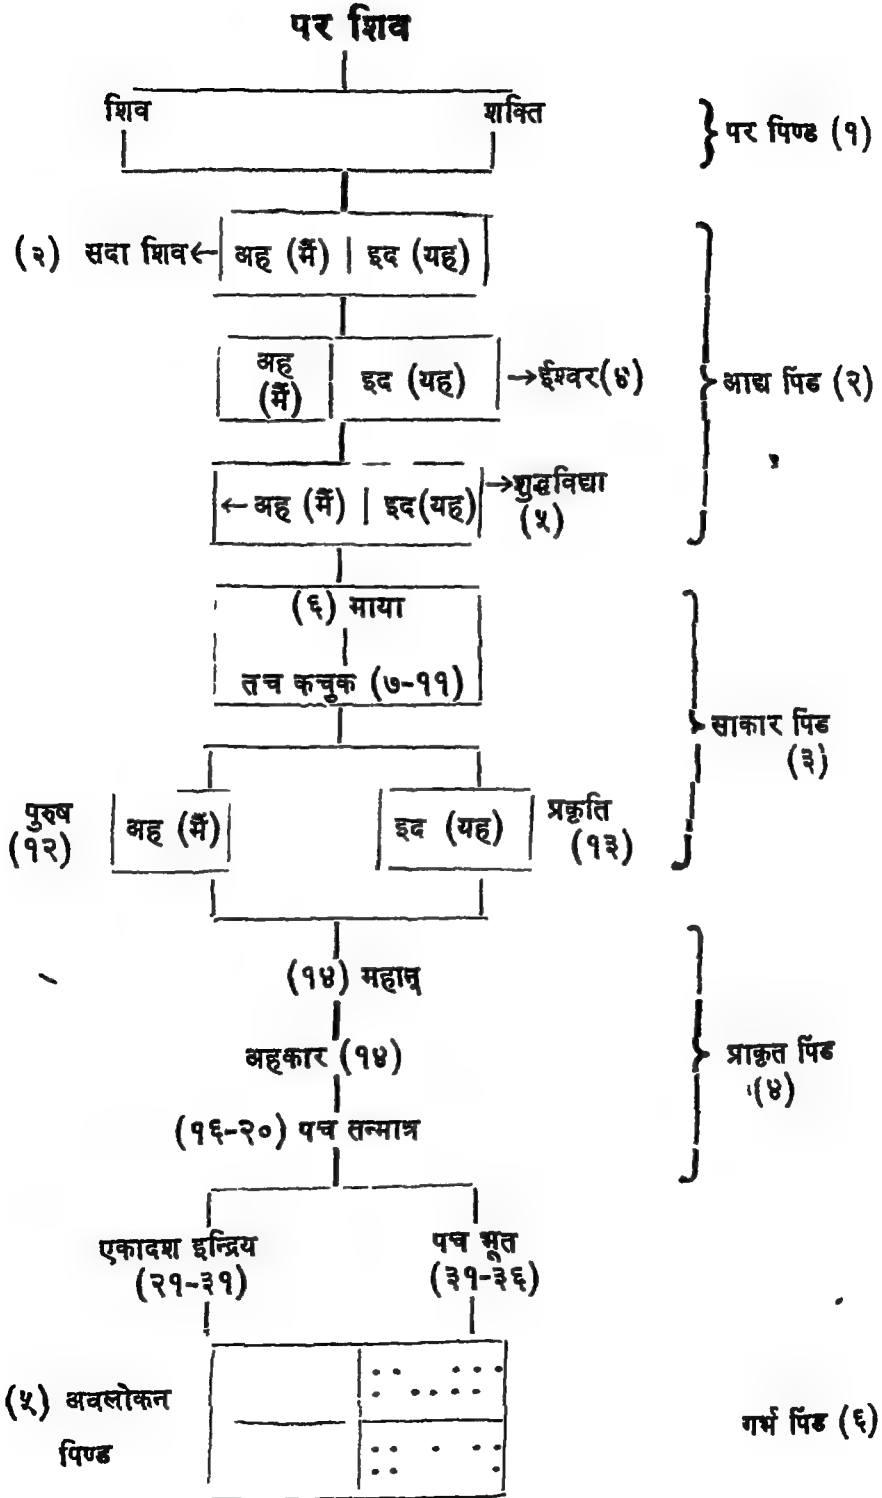 पर शिव
शिव शक्ति
} पर पिण्ड (१)
(२) सदा शिव← अह (मैं) | इद (यह)
अह
(मैं) इद (यह) →ईश्वर(४)
आद्य पिंड (२)
← अह (मैं) | इद(यह) →शुद्धविद्या
(५)
(६) माया
तच कचुक (७-११)
साकार पिंड
(३)
पुरुष
(१२) अह (मैं) इद (यह) प्रकृति
(१३)
(१४) महान्
अहकार (१४)
प्राकृत पिंड
(४)
(१६-२०) पच तन्मात्र
एकादश इन्द्रिय
(२१-३१)
पच भूत
(३१-३६)
(५) अवलोकन
पिण्ड
गर्भ पिंड (६)